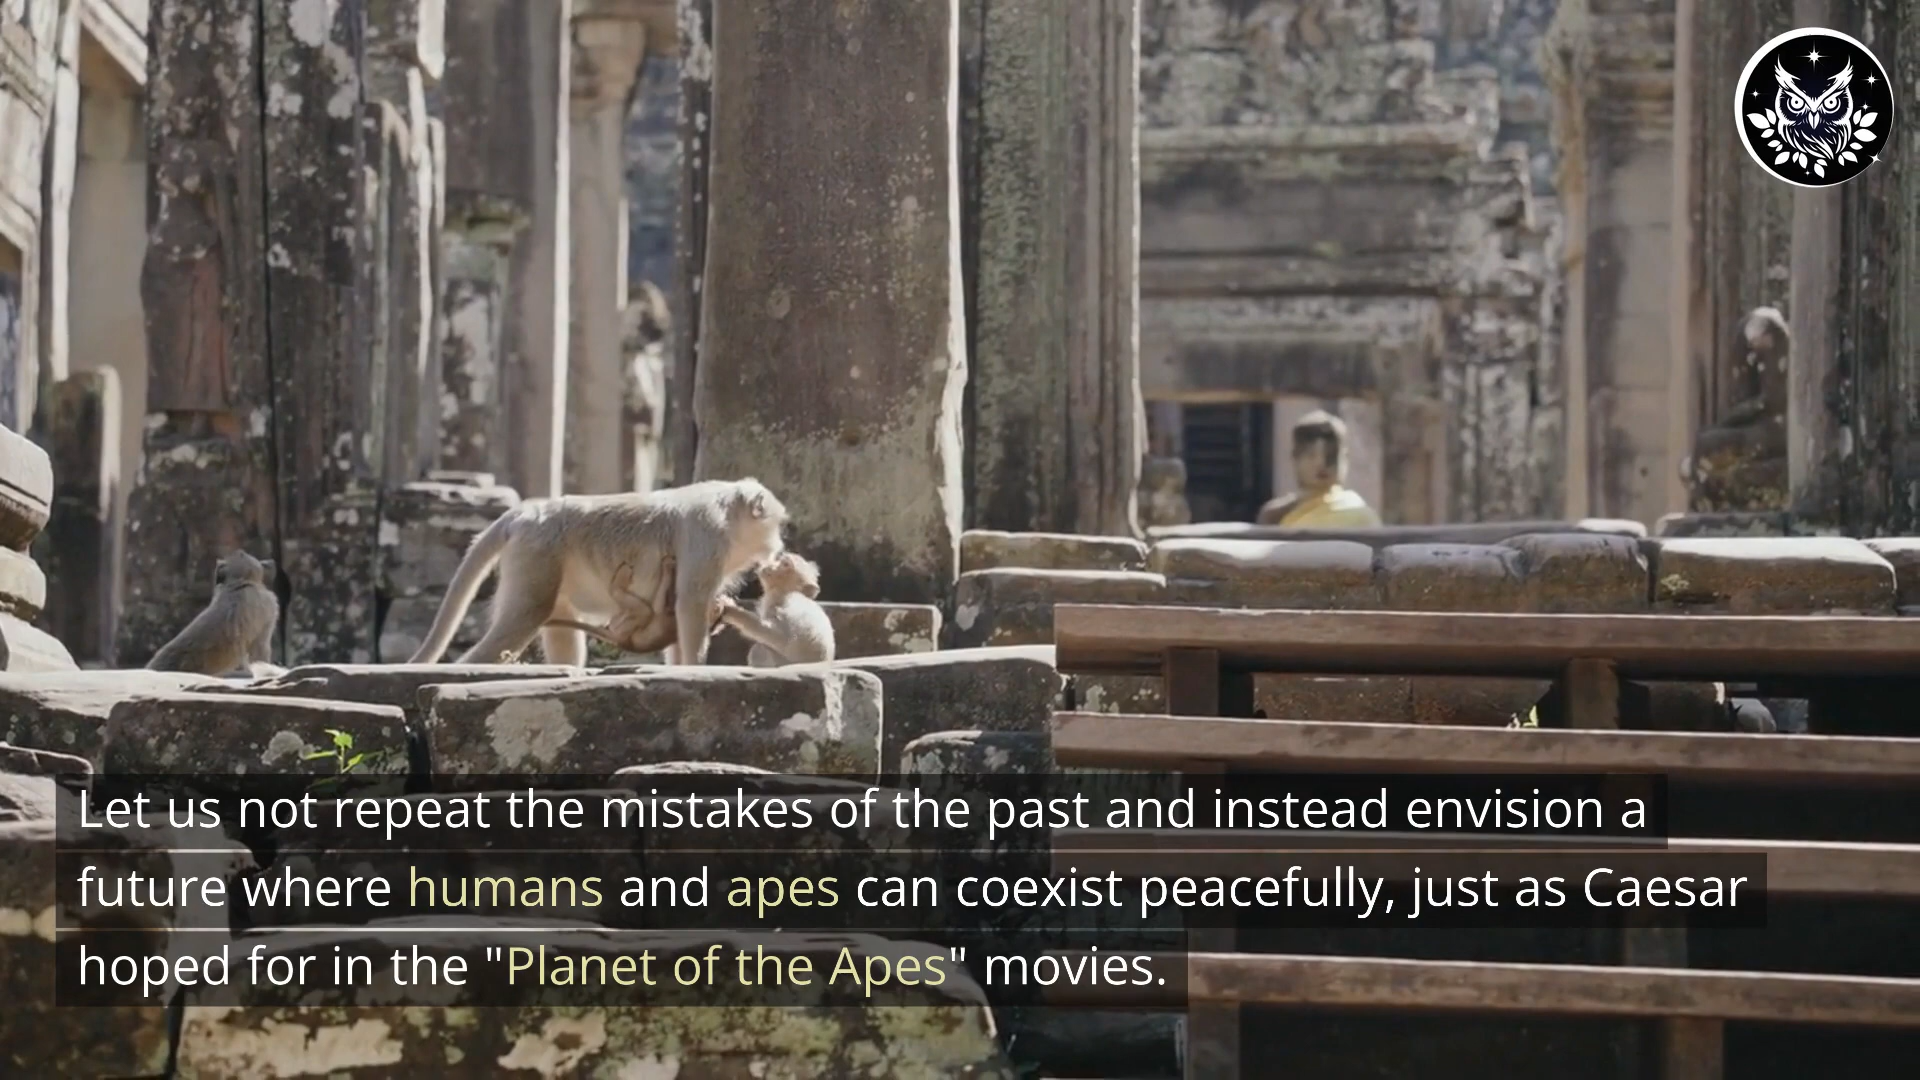 Let us not repeat the mistakes of the past and instead envision a
future where humans and apes can coexist peacefully, just as Caesar
hoped for in the "Planet of the Apes" movies.